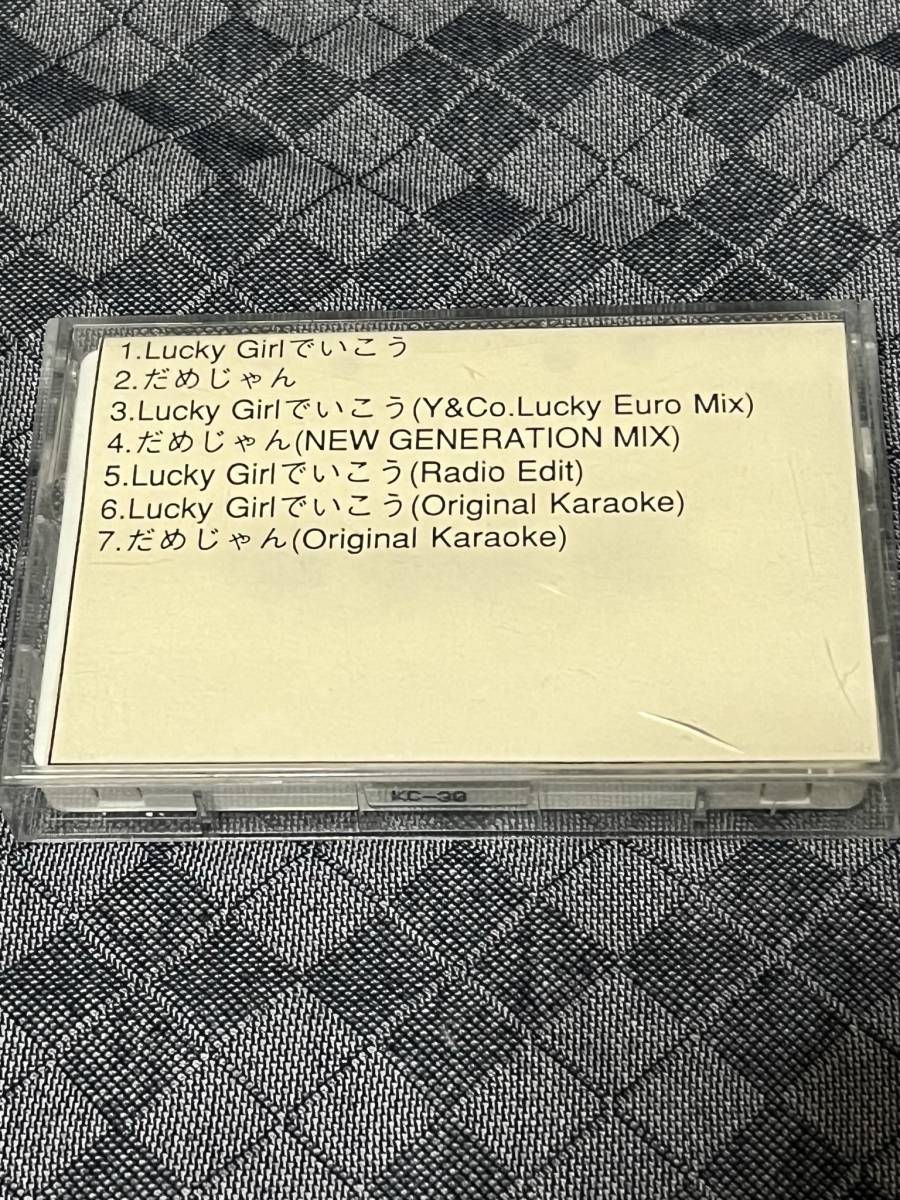 1.Lucky Girlでいこう
2.だめじゃん
3.Lucky Girlでいこう(Y&Co.Lucky Euro Mix)
4.だめじゃん(NEW GENERATION MIX)
5.Lucky Girlでいこう(Radio Edit)
6.Lucky Girlでいこう(Original Karaoke)
7.だめじゃん(Original Karaoke)
KC-30